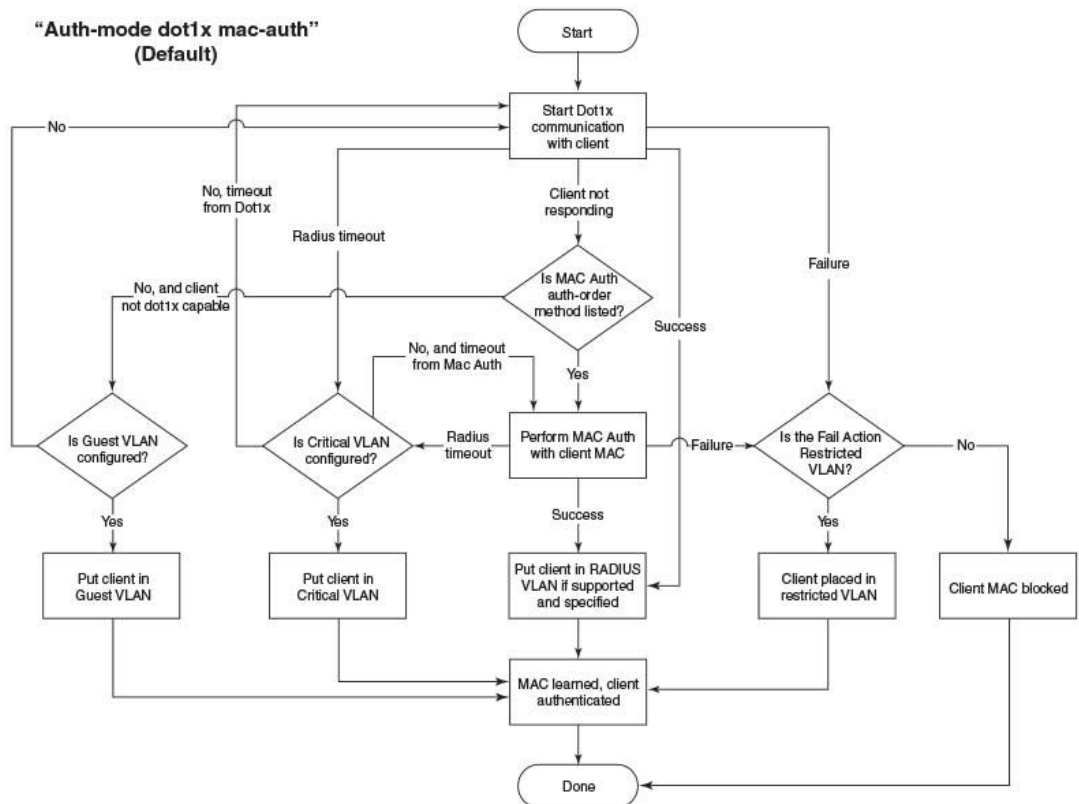 “Auth-mode dot1x mac-auth”
(Default)
Start
Start Dot1x
communication
with client
No
No, timeout
from Dot1x
Radius timeout
Client not
responding
Failure
Success
Is MAC Auth
auth-order
method listed?
No, and client
not dot1x capable
No, and timeout
from Mac Auth
Yes
Is Guest VLAN
configured?
Is Critical VLAN
configured?
Radius
timeout
Perform MAC Auth
with client MAC
Failure
Is the Fail Action
Restricted
VLAN?
No
Yes
Yes
Success
Yes
Put client in
Guest VLAN
Put client in
Critical VLAN
Put client in RADIUS
VLAN if supported
and specified
Client placed in
restricted VLAN
Client MAC blocked
MAC learned, client
authenticated
Done